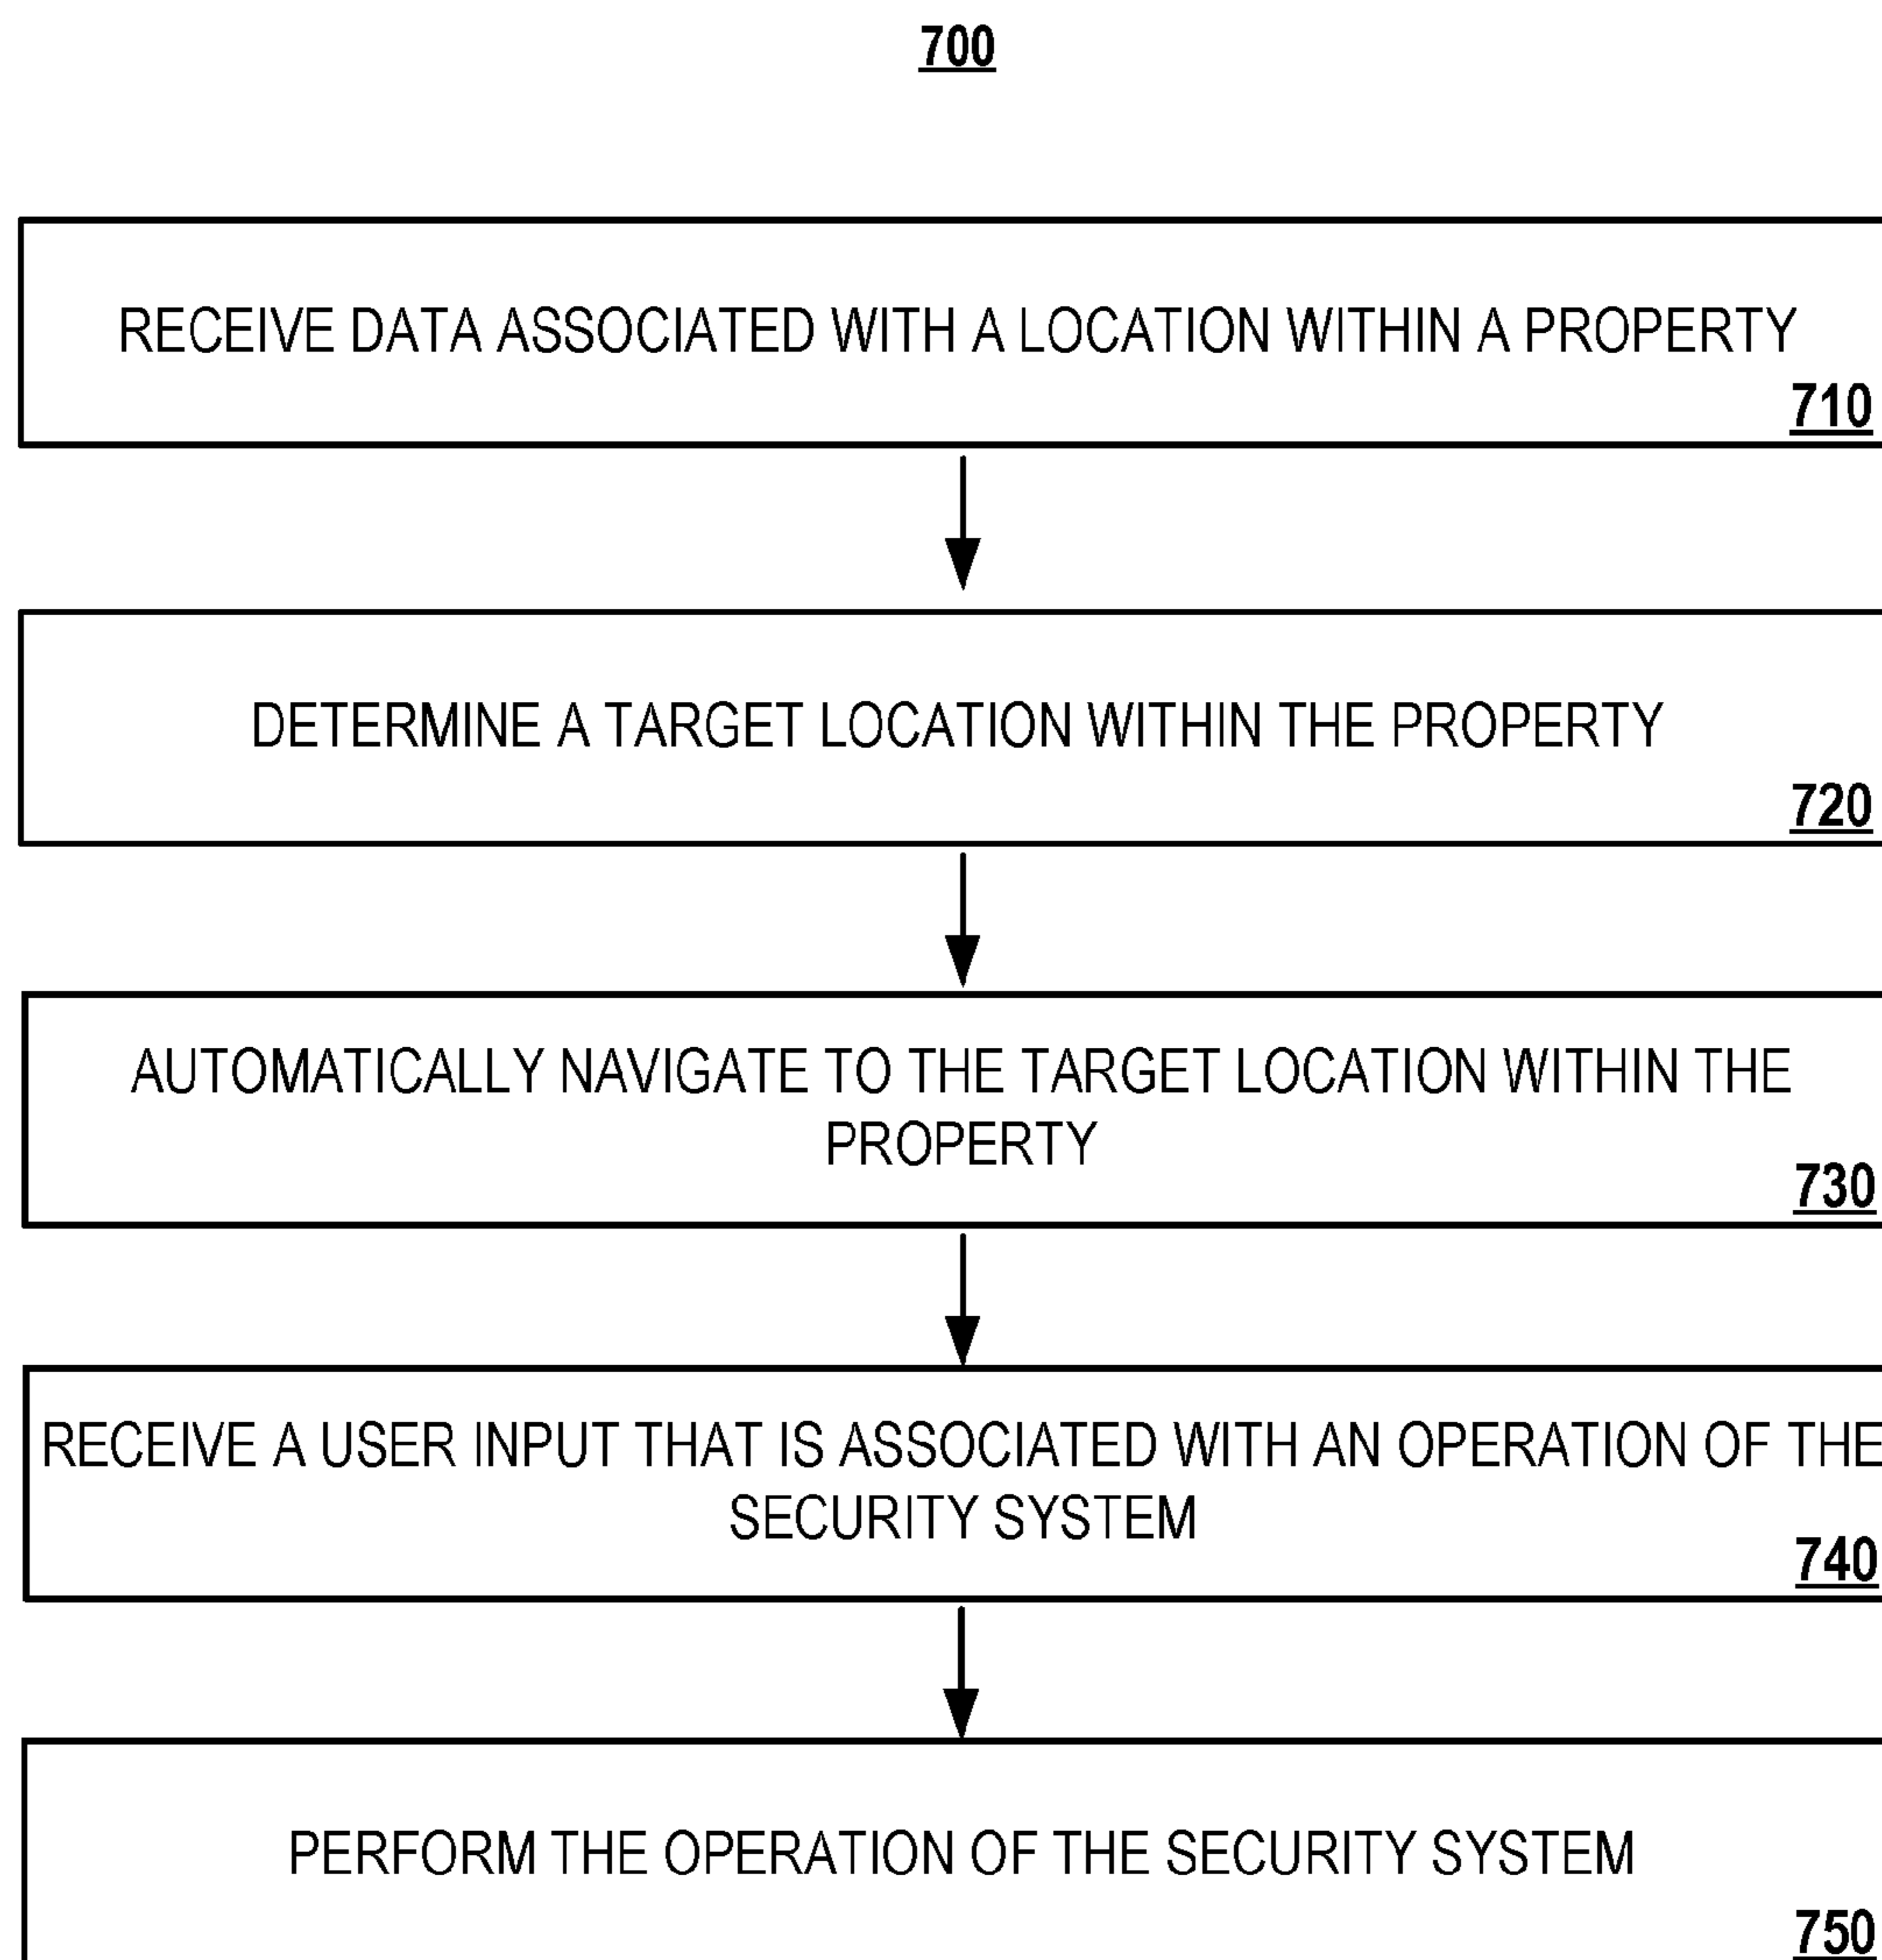 700
RECEIVE DATA ASSOCIATED WITH A LOCATION WITHIN A PROPERTY
710
DETERMINE A TARGET LOCATION WITHIN THE PROPERTY
720
AUTOMATICALLY NAVIGATE TO THE TARGET LOCATION WITHIN THE
PROPERTY
730
RECEIVE A USER INPUT THAT IS ASSOCIATED WITH AN OPERATION OF THE
SECURITY SYSTEM
740
PERFORM THE OPERATION OF THE SECURITY SYSTEM
750